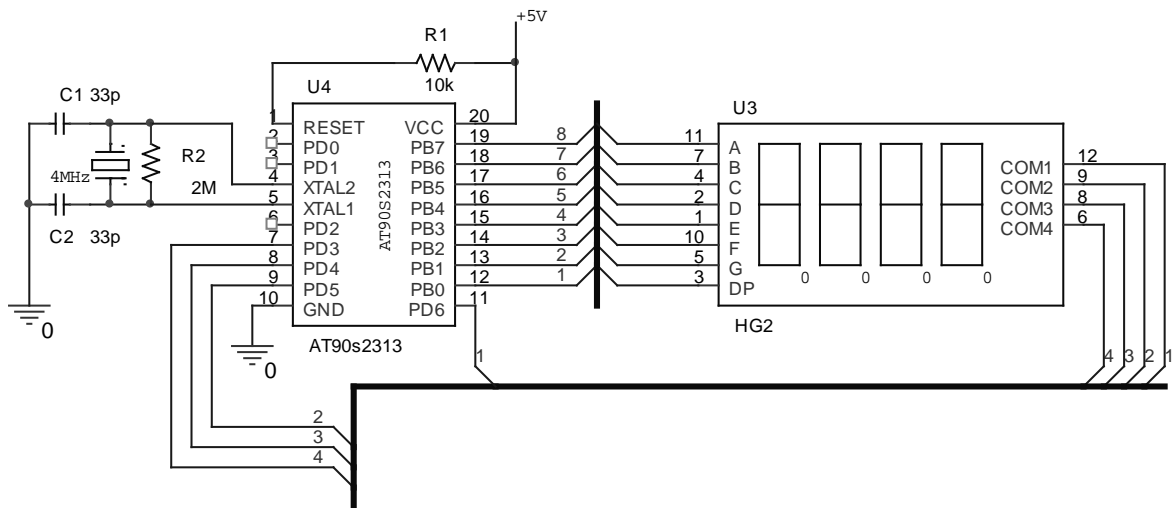 +5V
R1
10k
U4
C1 33p
4MHz
R2
2M
C2 33p
0
1 RESET VCC 20
2 PD0 PB7 19
3 PD1 PB6 18
4 XTAL2 PB5 17
5 XTAL1 PB4 16
6 PD2 PB3 15
7 PD3 PB2 14
8 PD4 PB1 13
9 PD5 PB0 12
10 GND PD6 11
AT90S2313
AT90s2313
0
8
7
6
5
4
3
2
1
U3
11 A
7 B
4 C
2 D
1 E
10 F
5 G
3 DP
0 0 0 0
COM1 12
COM2 9
COM3 8
COM4 6
HG2
1
4 3 2 1
2
3
4